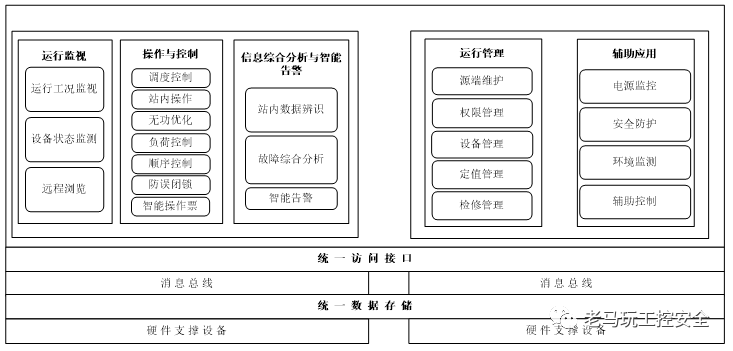 运行监视
运行工况监视
设备状态监测
远程浏览
操作与控制
调度控制
站内操作
无功优化
负荷控制
顺序控制
防误闭锁
智能操作票
信息综合分析与智能
告警
站内数据辨识
故障综合分析
智能告警
运行管理
源端维护
权限管理
设备管理
定值管理
检修管理
辅助应用
电源监控
安全防护
环境监测
辅助控制
统一访问接口
消息总线
消息总线
统一数据存储
硬件支撑设备
硬件支撑设备
老马玩工控安全